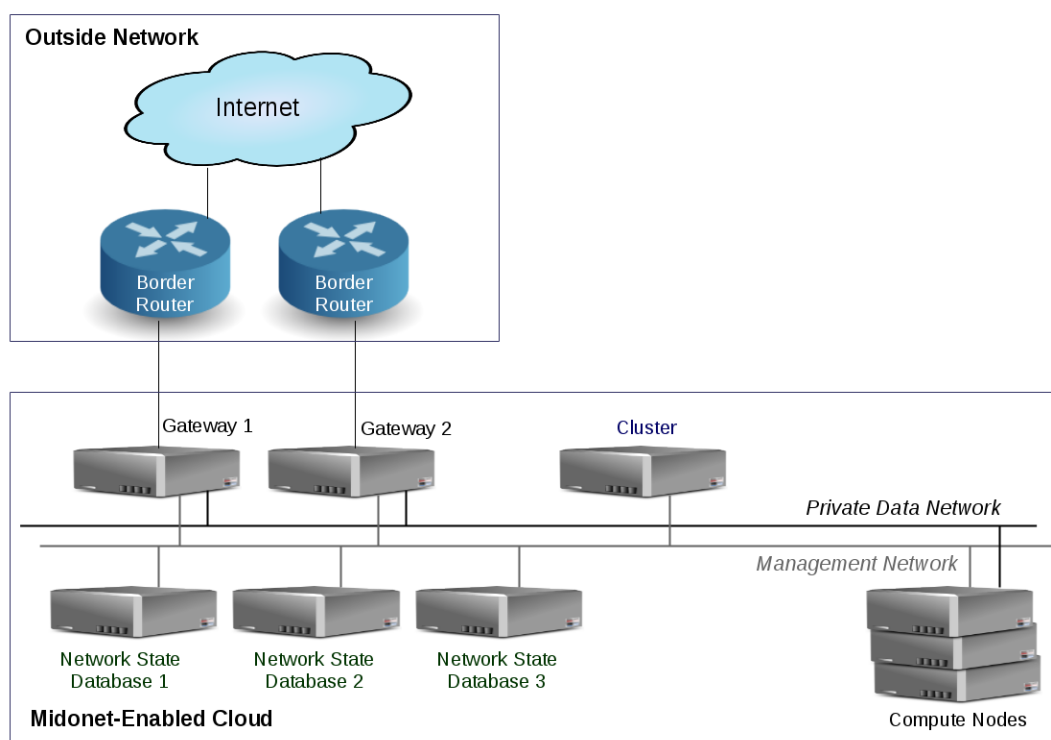 Outside Network
Internet
Border
Router
Border
Router
Gateway 1
Gateway 2
Cluster
Private Data Network
Management Network
Network State
Database 1
Network State
Database 2
Network State
Database 3
Midonet-Enabled Cloud
Compute Nodes